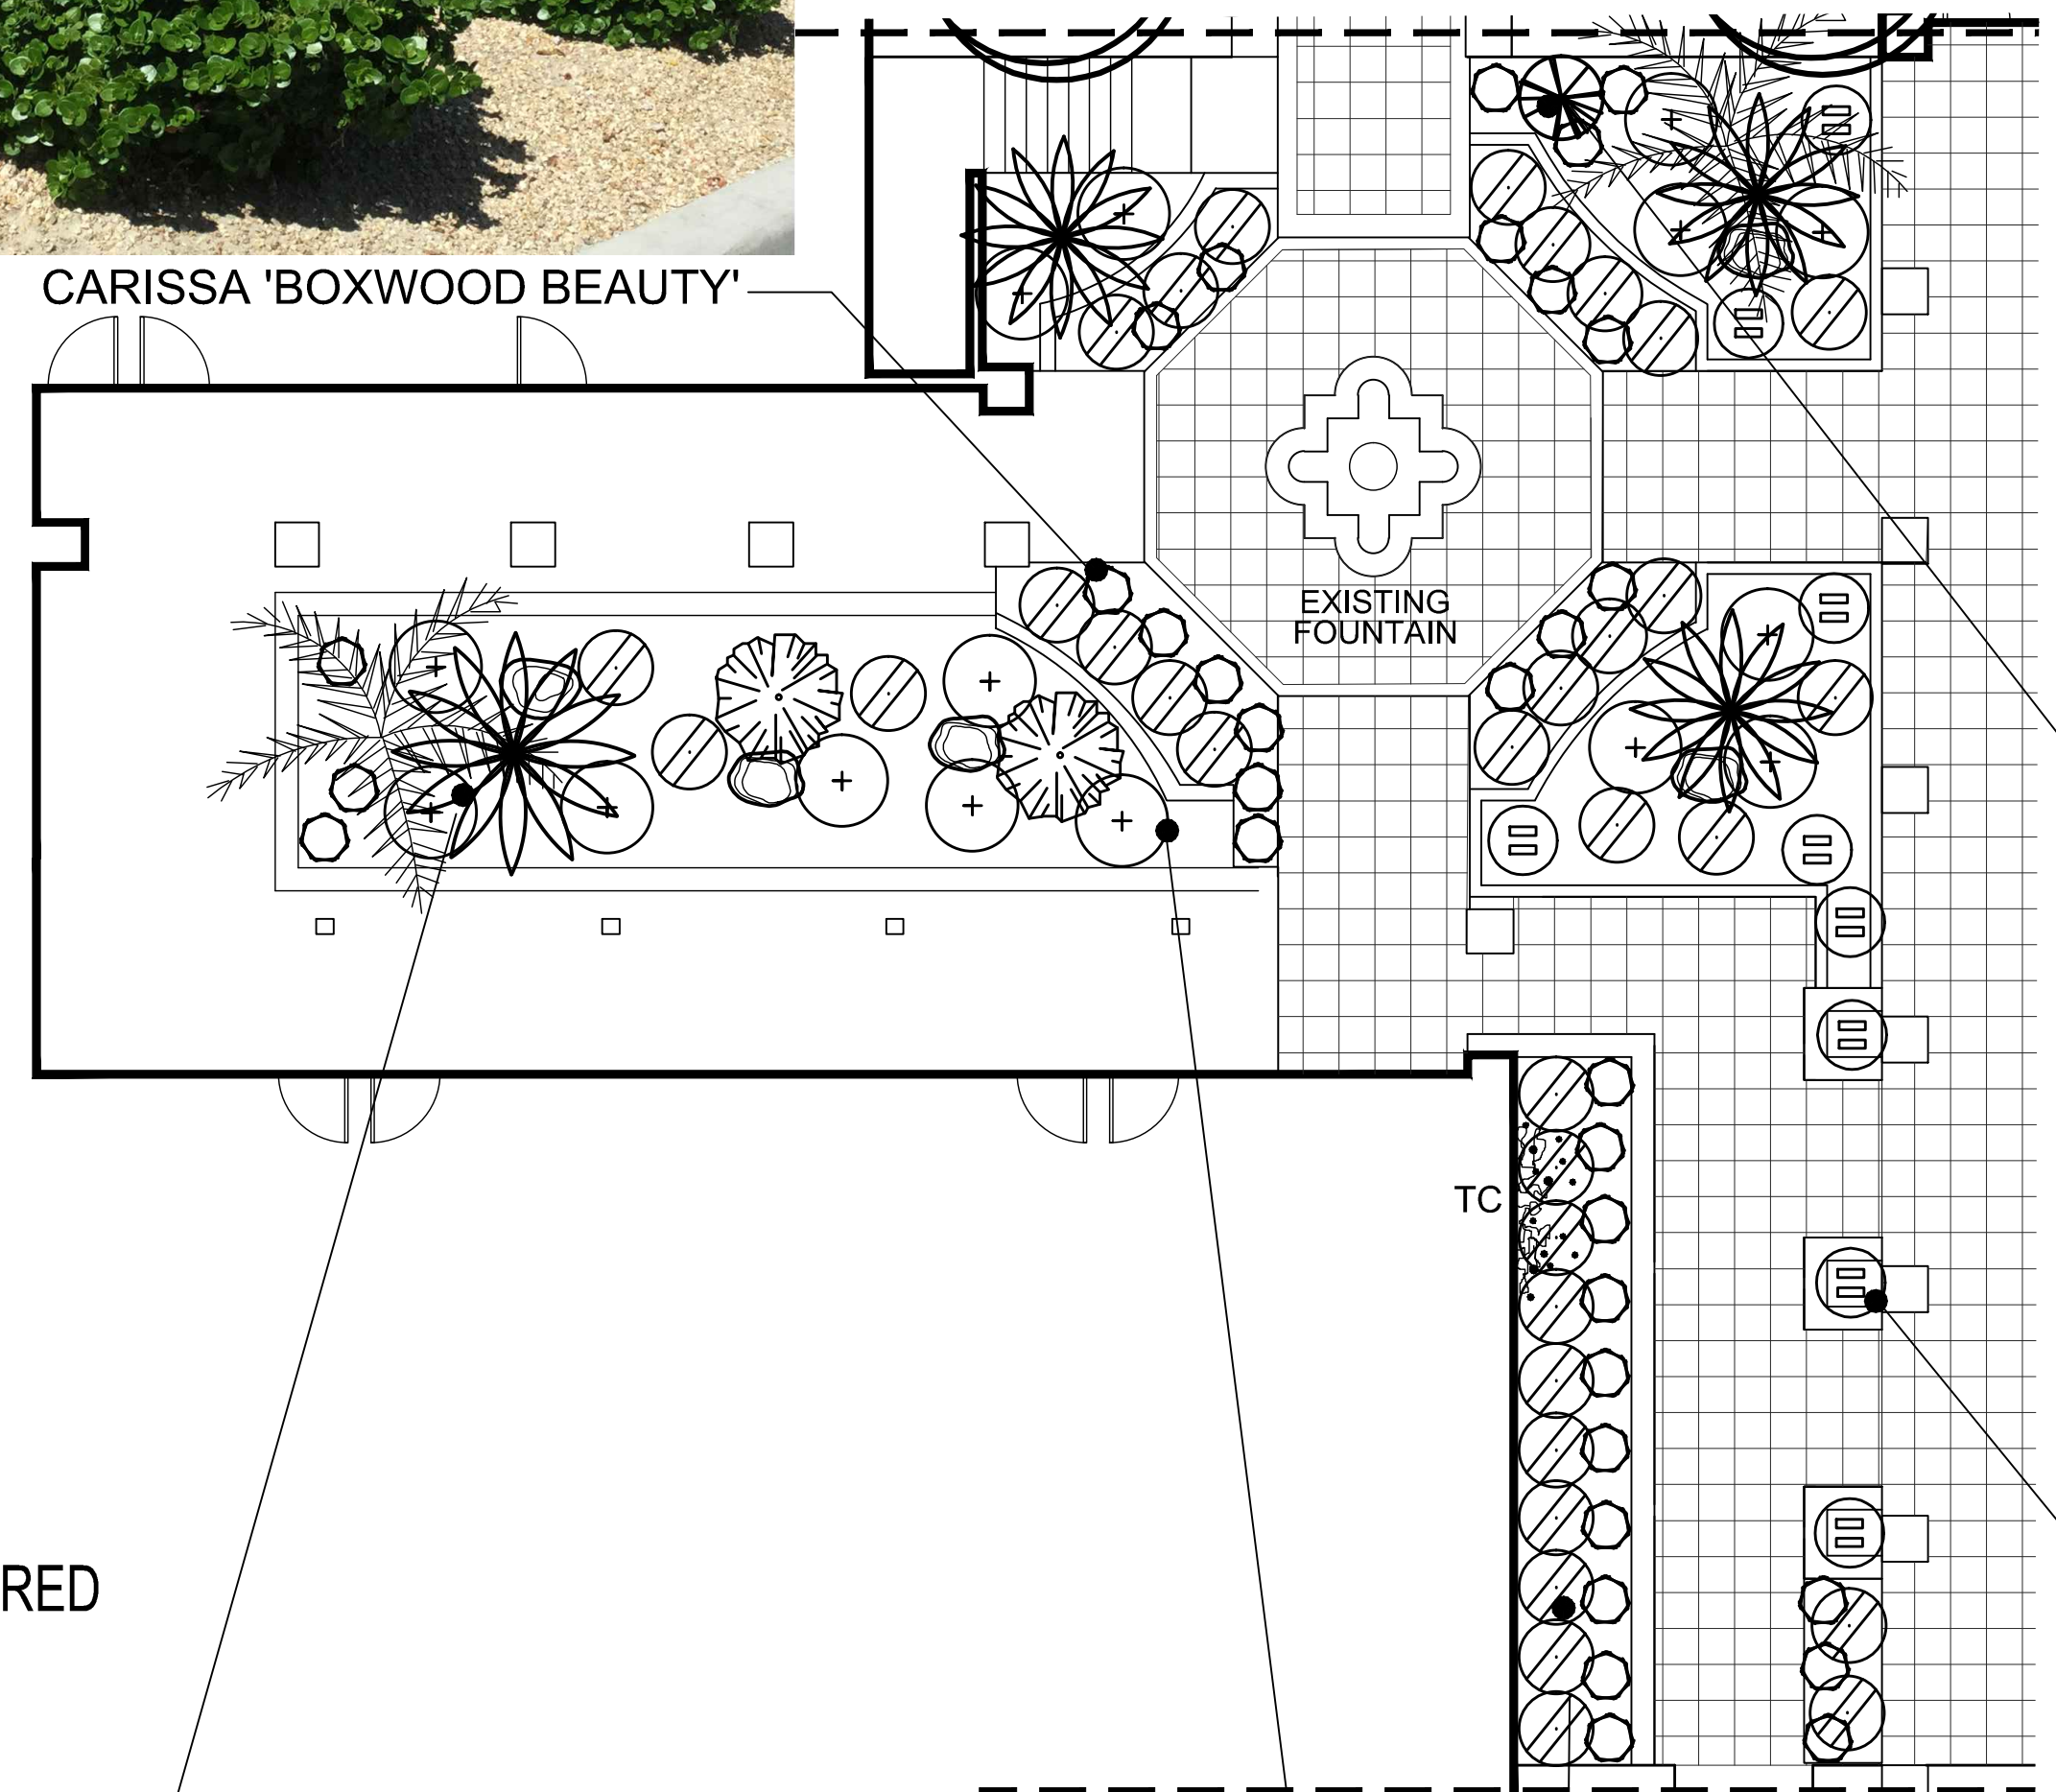 CARISSA 'BOXWOOD BEAUTY'
EXISTING
FOUNTAIN
TC
RED